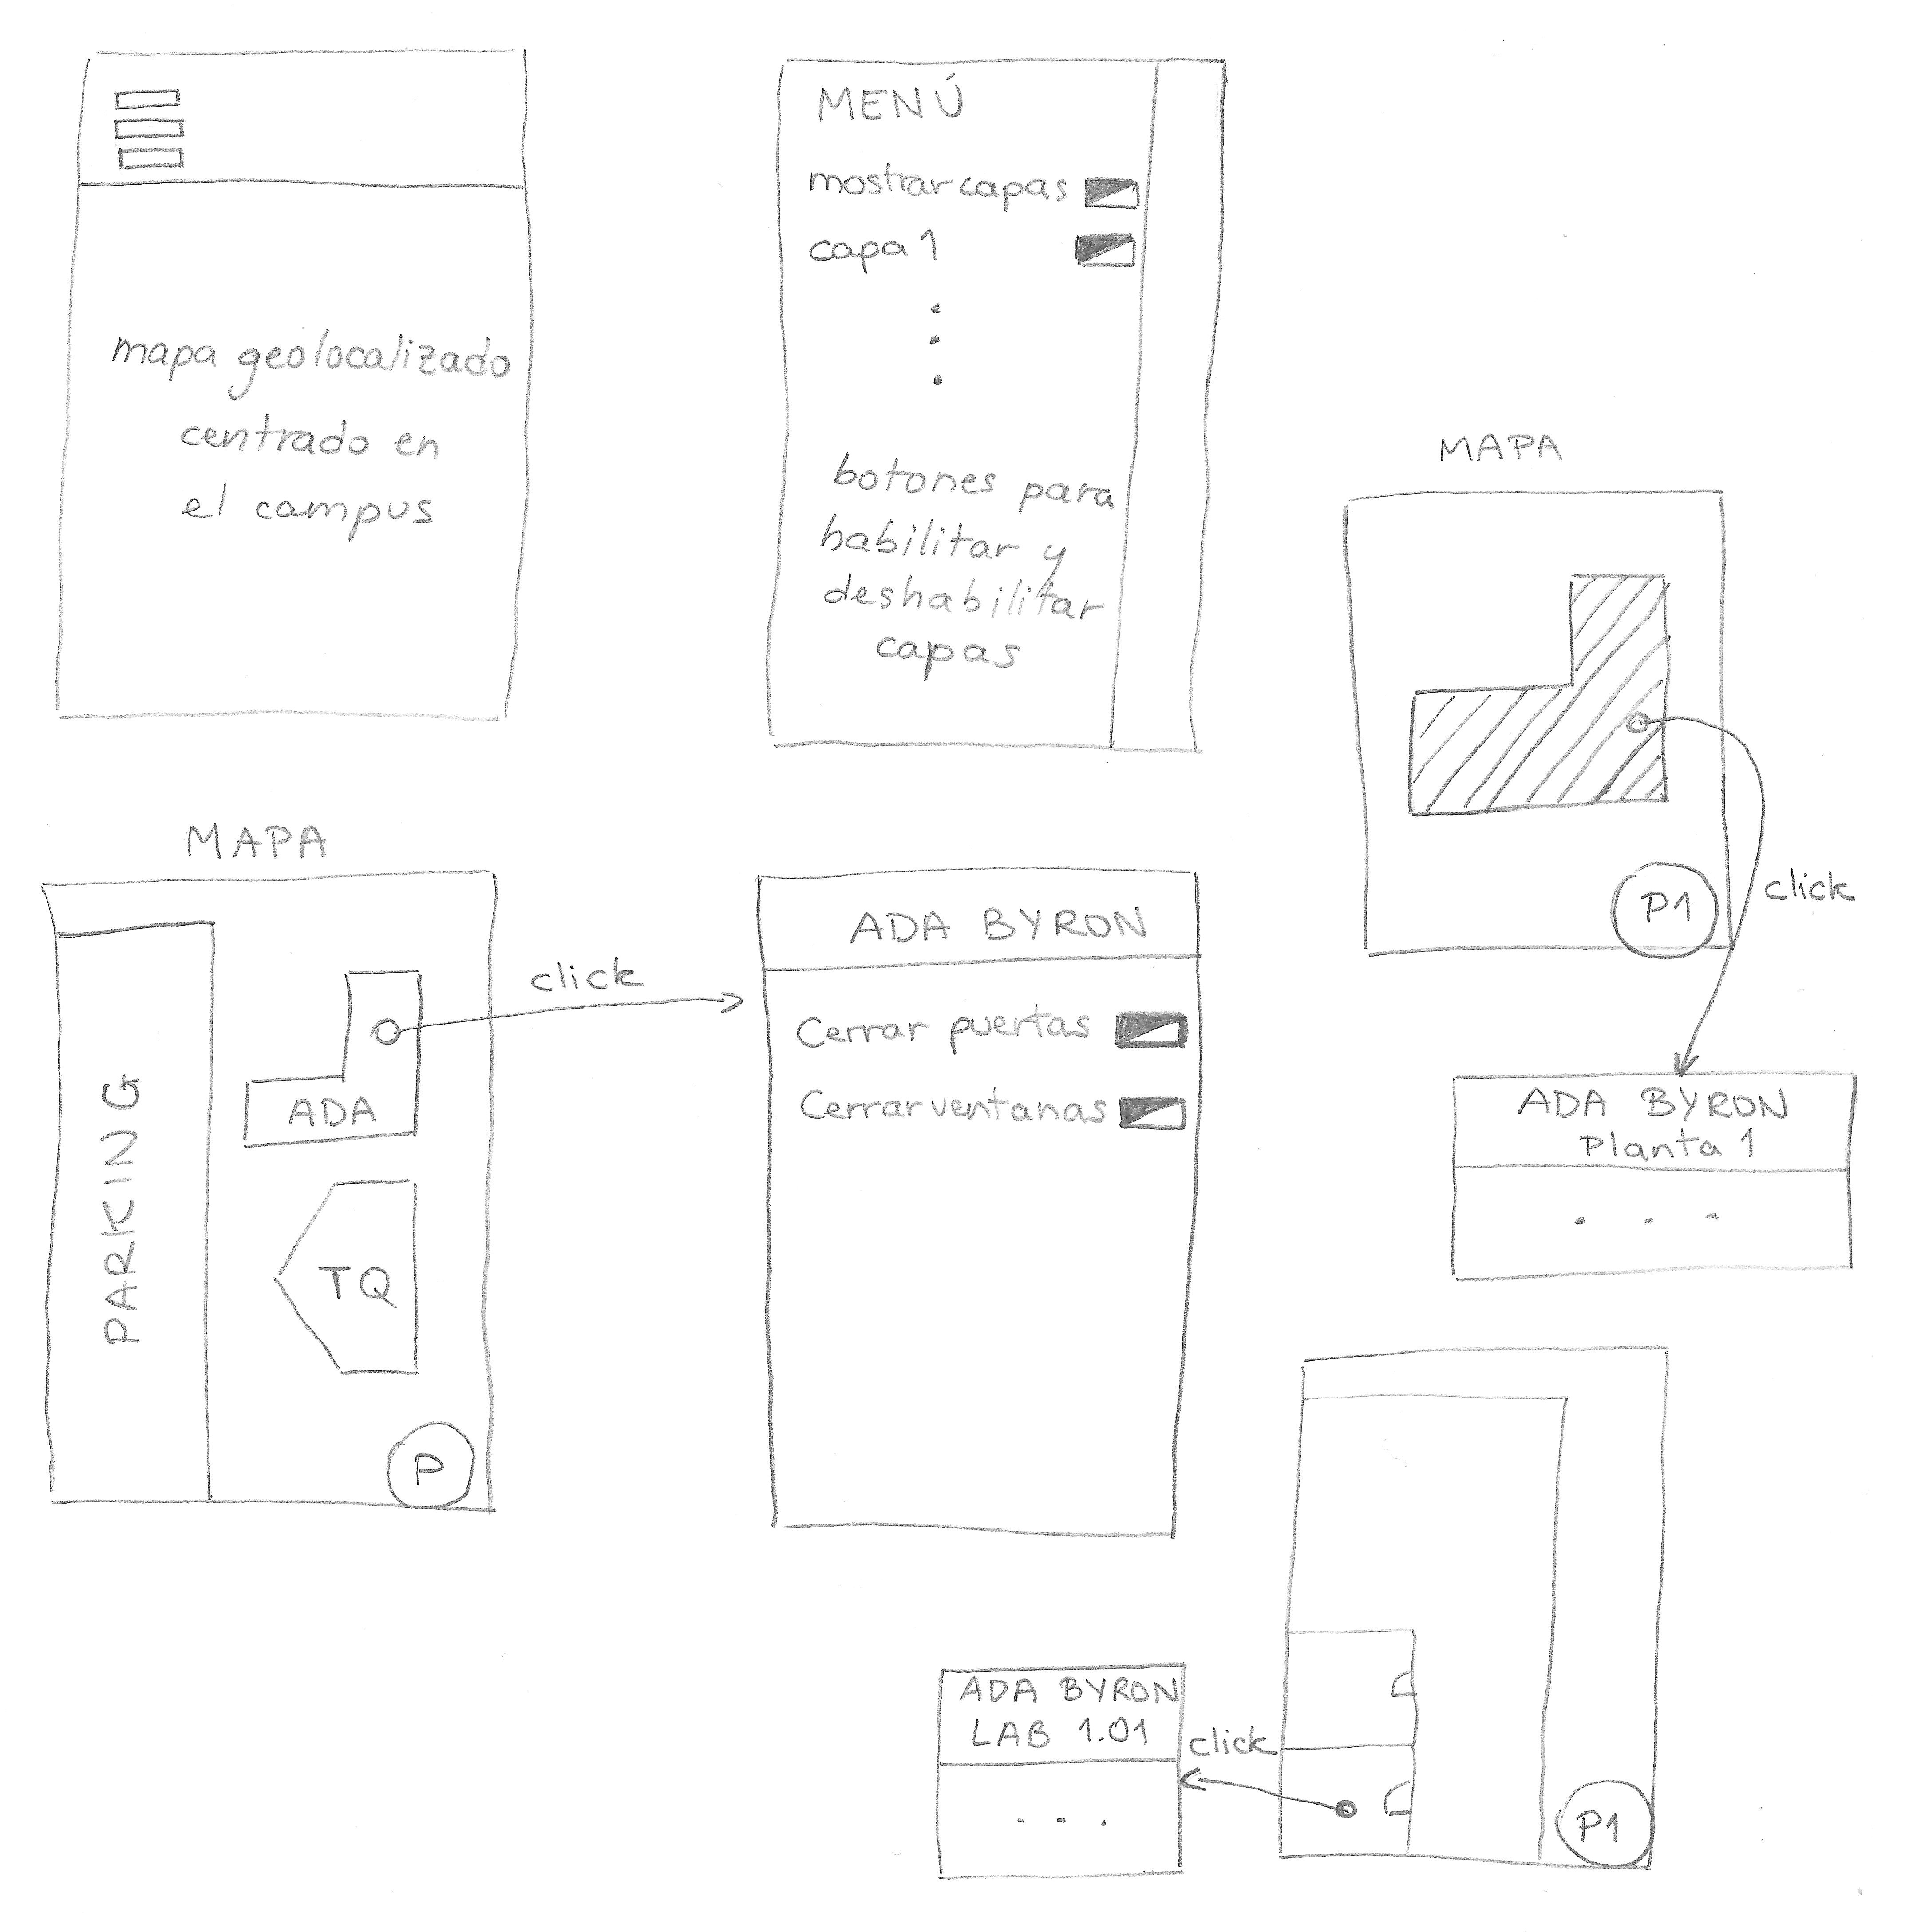 mapa geolocalizado
centrado en
el campus
MENÚ
mostrar capas
capa 1
botones para
habilitar y
deshabilitar
capas
MAPA
P1
click
ADA BYRON
Planta 1
MAPA
PARKING
ADA
TQ
P
click
ADA BYRON
Cerrar puertas
Cerrar ventanas
ADA BYRON
LAB 1.01
click
P1